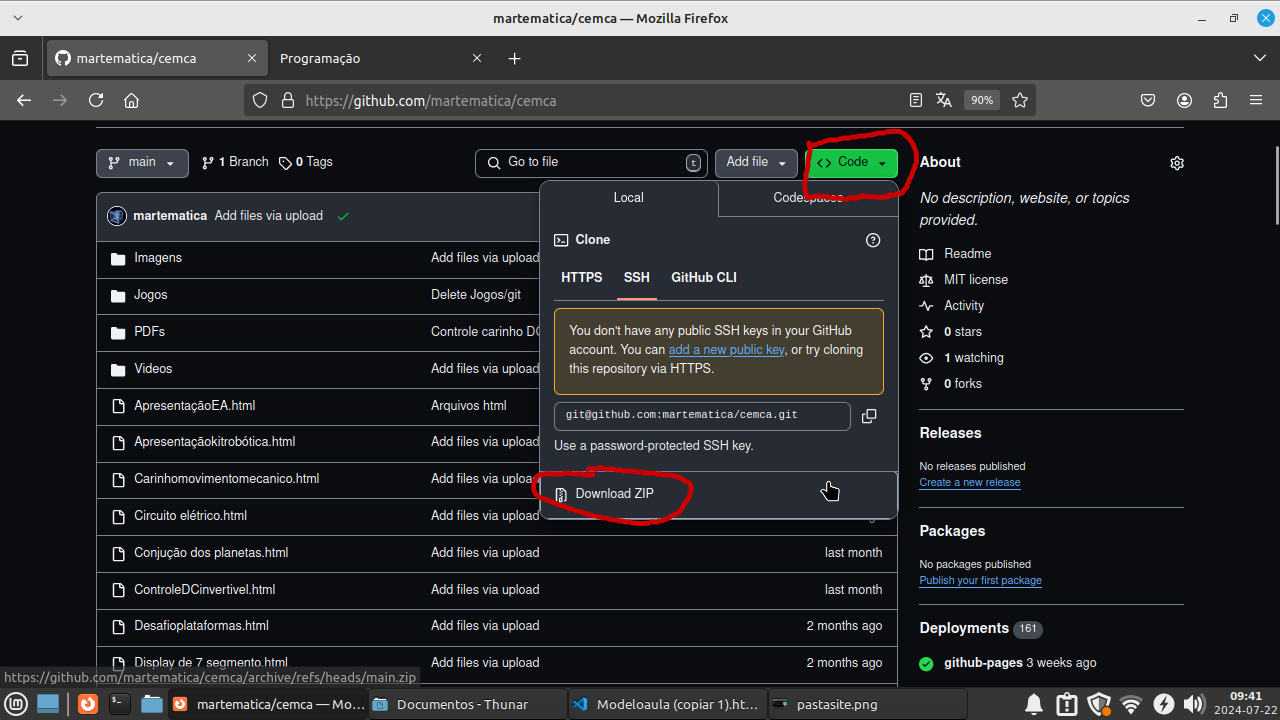 martematica/cemca — Mozilla Firefox
martematica/cemca
Programação
https://github.com/martematica/cemca
90%
main
1 Branch
0 Tags
Go to file
t
Add file
Code
About
No description, website, or topics
provided.
Readme
MIT license
Activity
0 stars
1 watching
0 forks
Releases
No releases published
Create a new release
Packages
No packages published
Publish your first package
Deployments 161
github-pages 3 weeks ago
Local
Codespaces
Clone
HTTPS
SSH
GitHub CLI
You don't have any public SSH keys in your GitHub
account. You can add a new public key, or try cloning
this repository via HTTPS.
git@github.com:martematica/cemca.git
Use a password-protected SSH key.
Download ZIP
martematica Add files via upload
Imagens Add files via upload
Jogos Delete Jogos/git
PDFs Controle carinho DC
Videos Add files via upload
ApresentaçãoEA.html Arquivos html
Apresentaçãokitrobótica.html Add files via upload
Carinhomovimentomecanico.html Add files via upload
Circuito elétrico.html Add files via upload
Conjução dos planetas.html Add files via upload last month
ControleDCinvertivel.html Add files via upload last month
Desafioplataformas.html Add files via upload 2 months ago
Display de 7 segmento.html Add files via upload 2 months ago
https://github.com/martematica/cemca/archive/refs/heads/main.zip
martematica/cemca — Mo...
Documentos - Thunar
Modeloaula (copiar 1).ht...
pastasite.png
09:41
2024-07-22